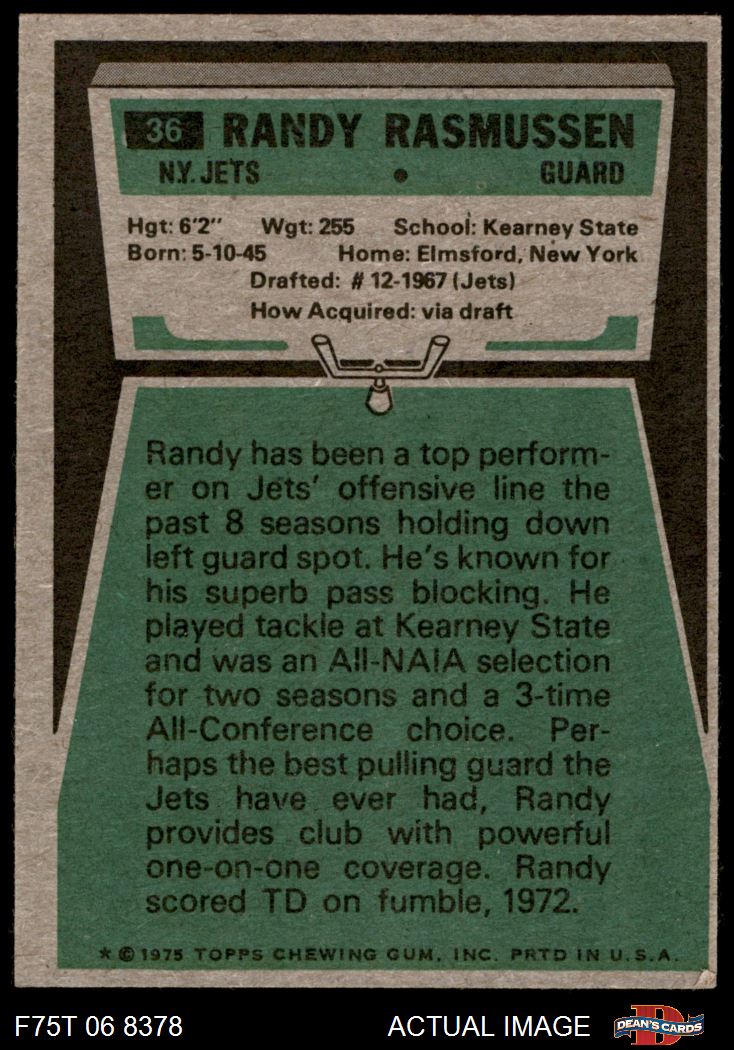 36 RANDY RASMUSSEN
N.Y. JETS • GUARD
Hgt: 6'2" Wgt: 255 School: Kearney State
Born: 5-10-45 Home: Elmsford, New York
Drafted: # 12-1967 (Jets)
How Acquired: via draft
Randy has been a top perform-
er on Jets' offensive line the
past 8 seasons holding down
left guard spot. He's known for
his superb pass blocking. He
played tackle at Kearney State
and was an All-NAIA selection
for two seasons and a 3-time
All-Conference choice. Per-
haps the best pulling guard the
Jets have ever had, Randy
provides club with powerful
one-on-one coverage. Randy
scored TD on fumble, 1972.
* © 1975 TOPPS CHEWING GUM, INC. PRTD IN U.S.A.
F75T 06 8378 ACTUAL IMAGE DEAN'S CARDS